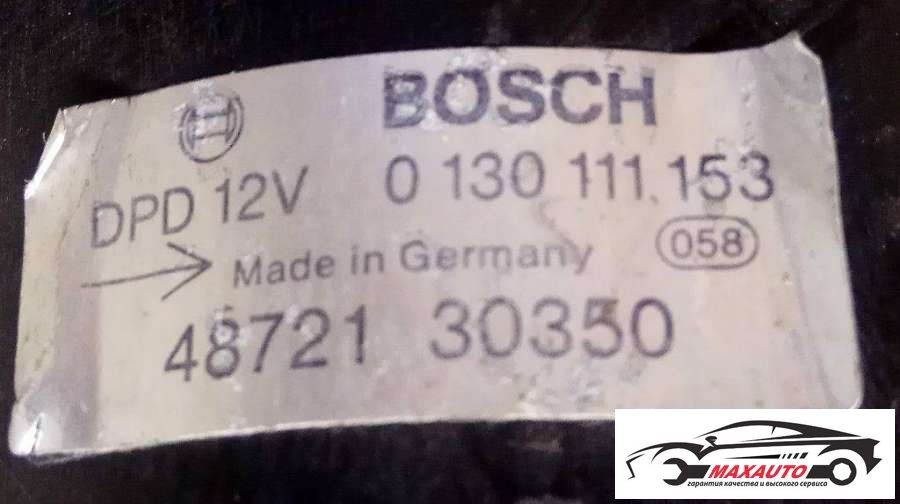 BOSCH
DPD 12V 0 130 111 153
Made in Germany 058
48721 30350
MAXAUTO
гарантия качества и высокого сервиса